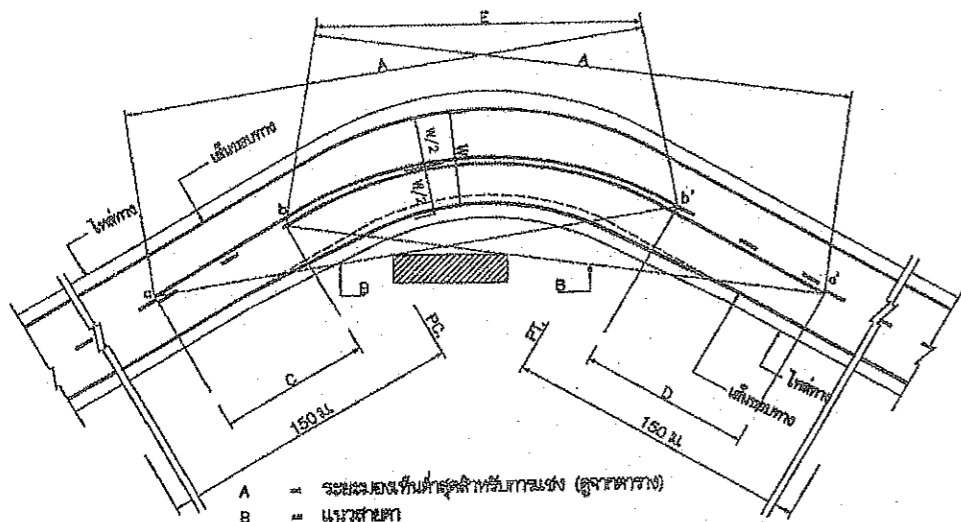 E
A
A
เส้นขอบทาง
W/2
W
W/2
ไหล่ทาง
b
b'
a
a'
B
B
PC.
PT.
C
D
ไหล่ทาง
เส้นขอบทาง
150 ม.
150 ม.
A = ระยะมองเห็นต่ำสุดสำหรับการแซง (ดูจากตาราง)
B = แนวสายตา